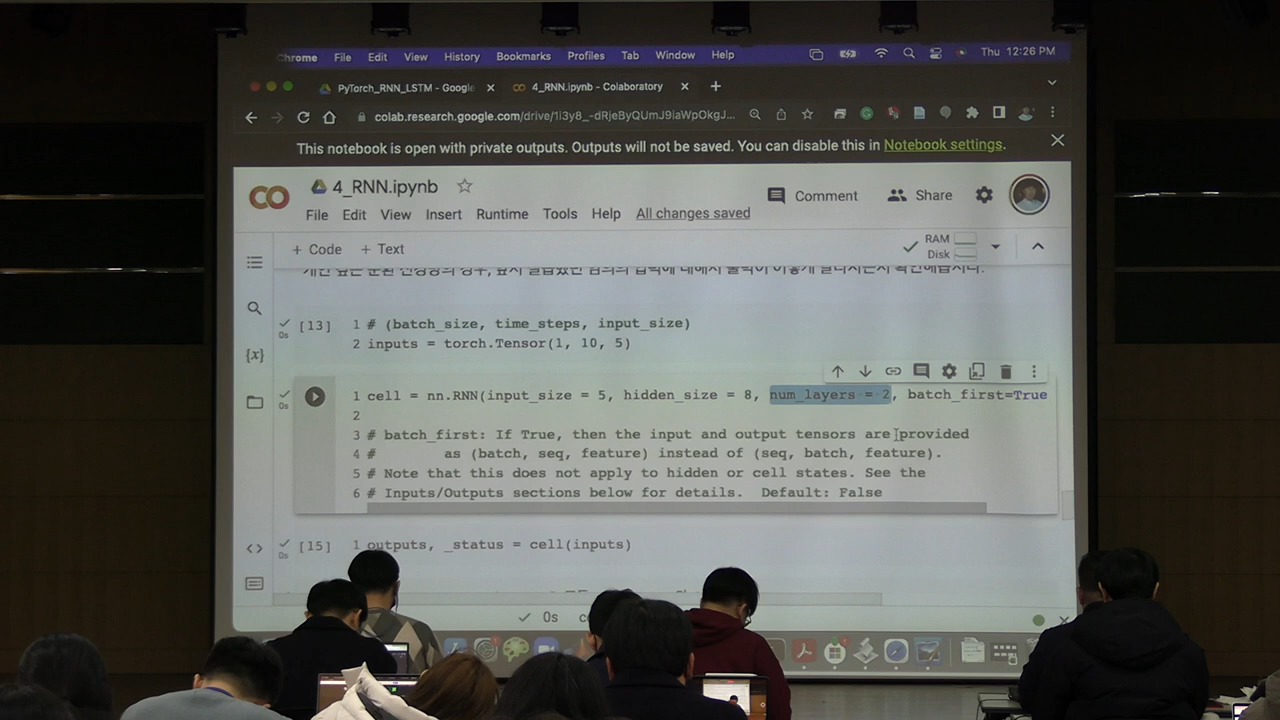 Chrome File Edit View History Bookmarks Profiles Tab Window Help Thu 12:26 PM
PyTorch_RNN_LSTM - Google 4_RNN.ipynb - Colaboratory
colab.research.google.com/drive/1i3y8_-dRjeByQUmJ9iaWpOkgJ...
This notebook is open with private outputs. Outputs will not be saved. You can disable this in Notebook settings.
4_RNN.ipynb
Comment Share
File Edit View Insert Runtime Tools Help All changes saved
+ Code + Text
RAM
Disk
[13] 1 # (batch_size, time_steps, input_size)
0s 2 inputs = torch.Tensor(1, 10, 5)
{x}
0s 1 cell = nn.RNN(input_size = 5, hidden_size = 8, num_layers = 2, batch_first=True
2
3 # batch_first: If True, then the input and output tensors are provided
4 # as (batch, seq, feature) instead of (seq, batch, feature).
5 # Note that this does not apply to hidden or cell states. See the
6 # Inputs/Outputs sections below for details. Default: False
[15] 1 outputs, _status = cell(inputs)
0s
0s